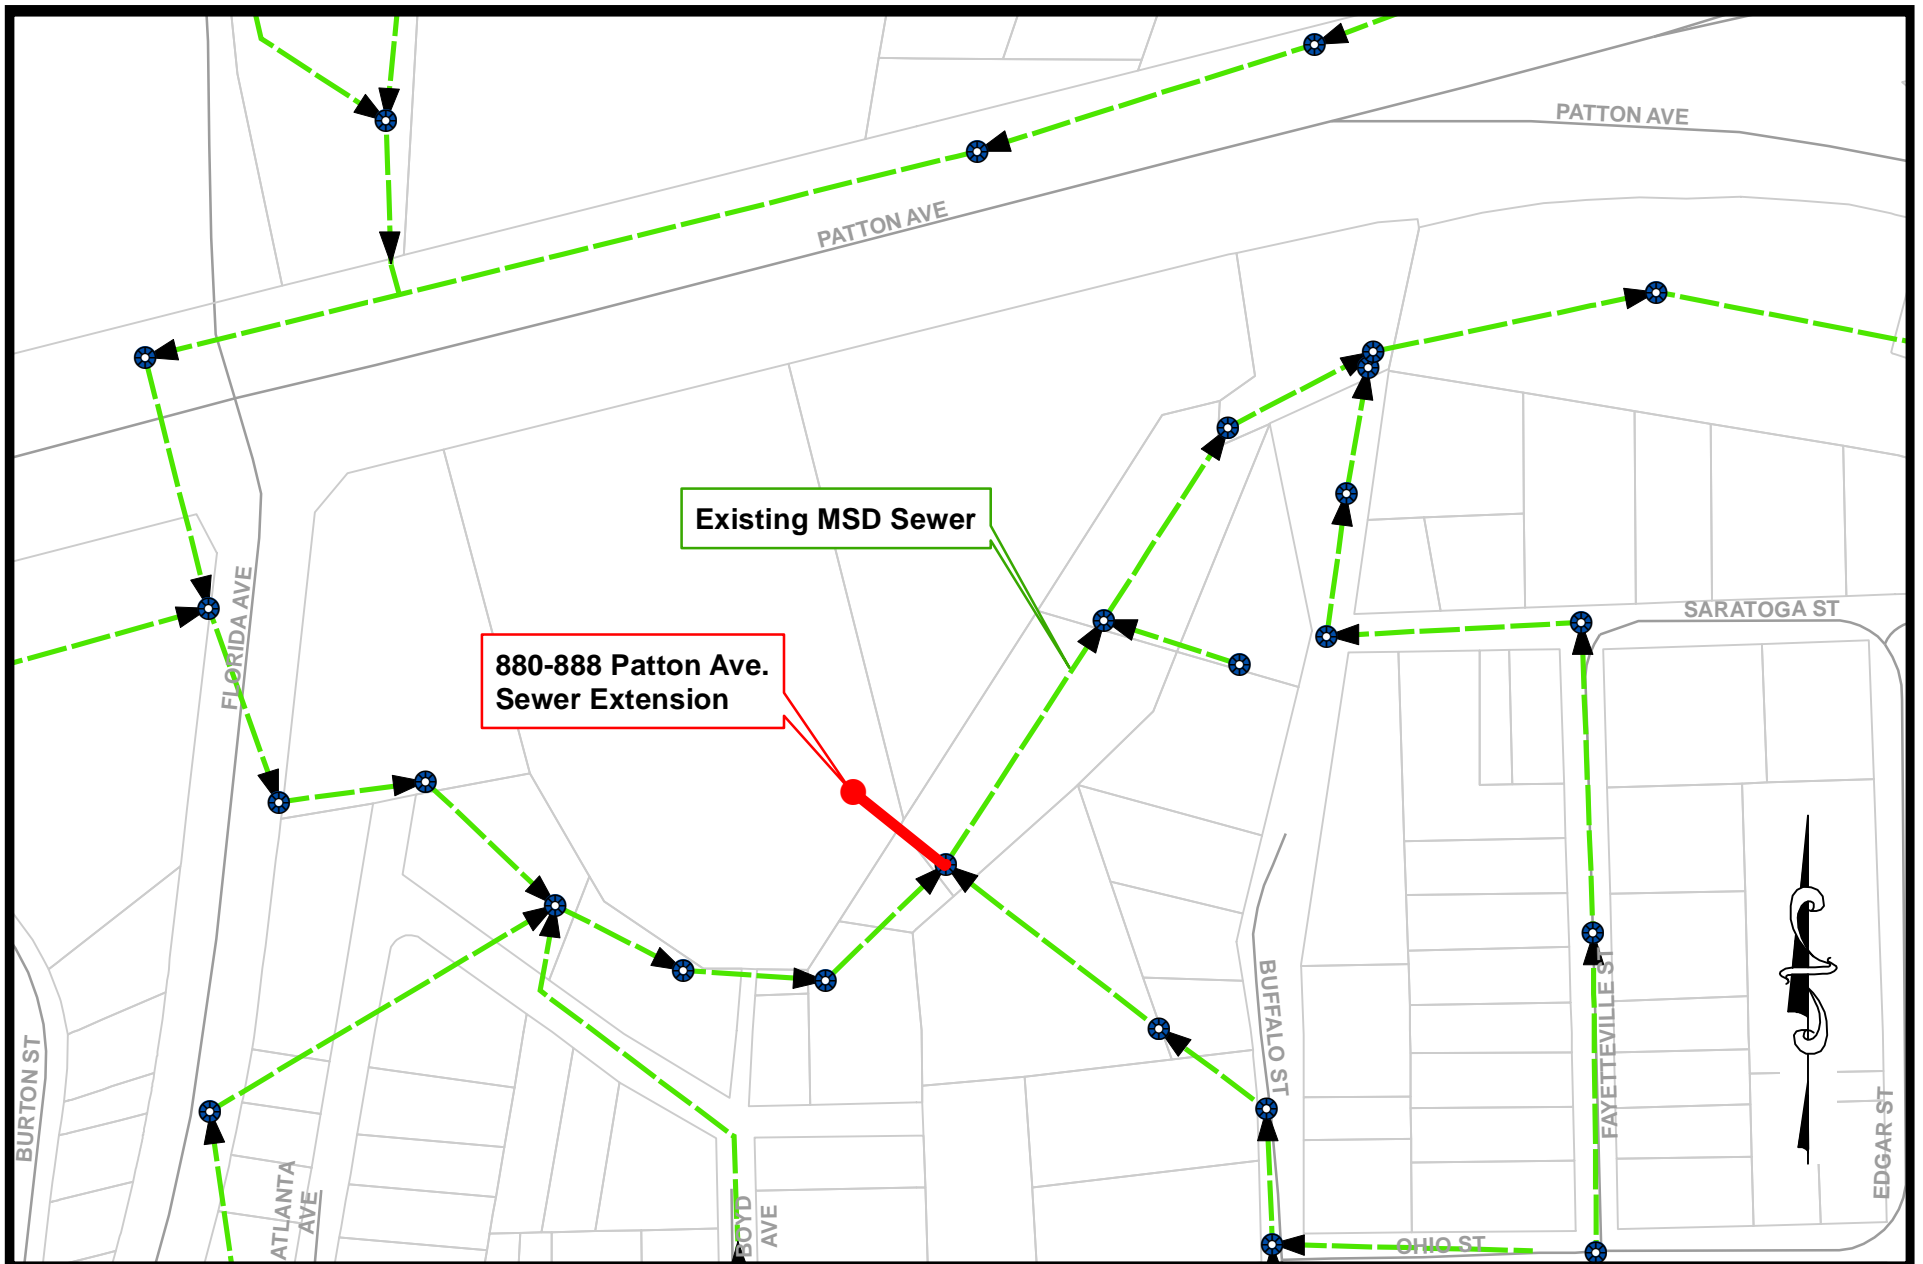 PATTON AVE
PATTON AVE
Existing MSD Sewer
FLORIDA AVE
SARATOGA ST
880-888 Patton Ave.
Sewer Extension
BUFFALO ST
FAYETTEVILLE ST
BURTON ST
EDGAR ST
ATLANTA
AVE
BOYD
AVE
OHIO ST